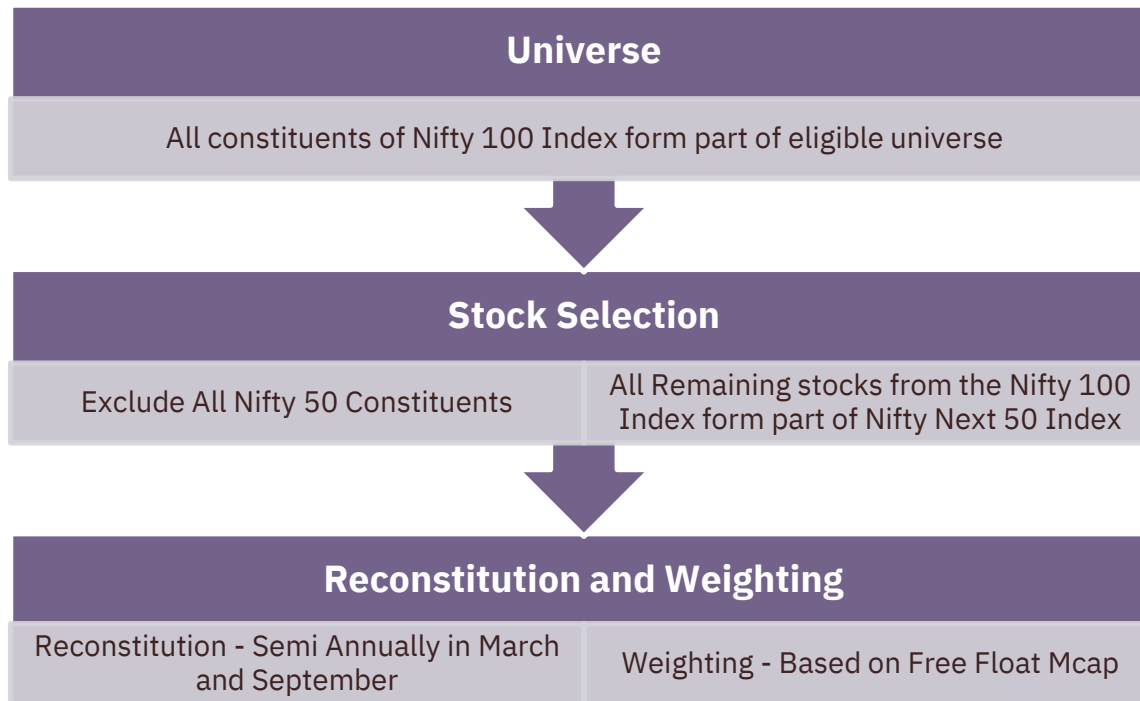 Universe
All constituents of Nifty 100 Index form part of eligible universe
Stock Selection
Exclude All Nifty 50 Constituents
All Remaining stocks from the Nifty 100
Index form part of Nifty Next 50 Index
Reconstitution and Weighting
Reconstitution - Semi Annually in March
and September
Weighting - Based on Free Float Mcap